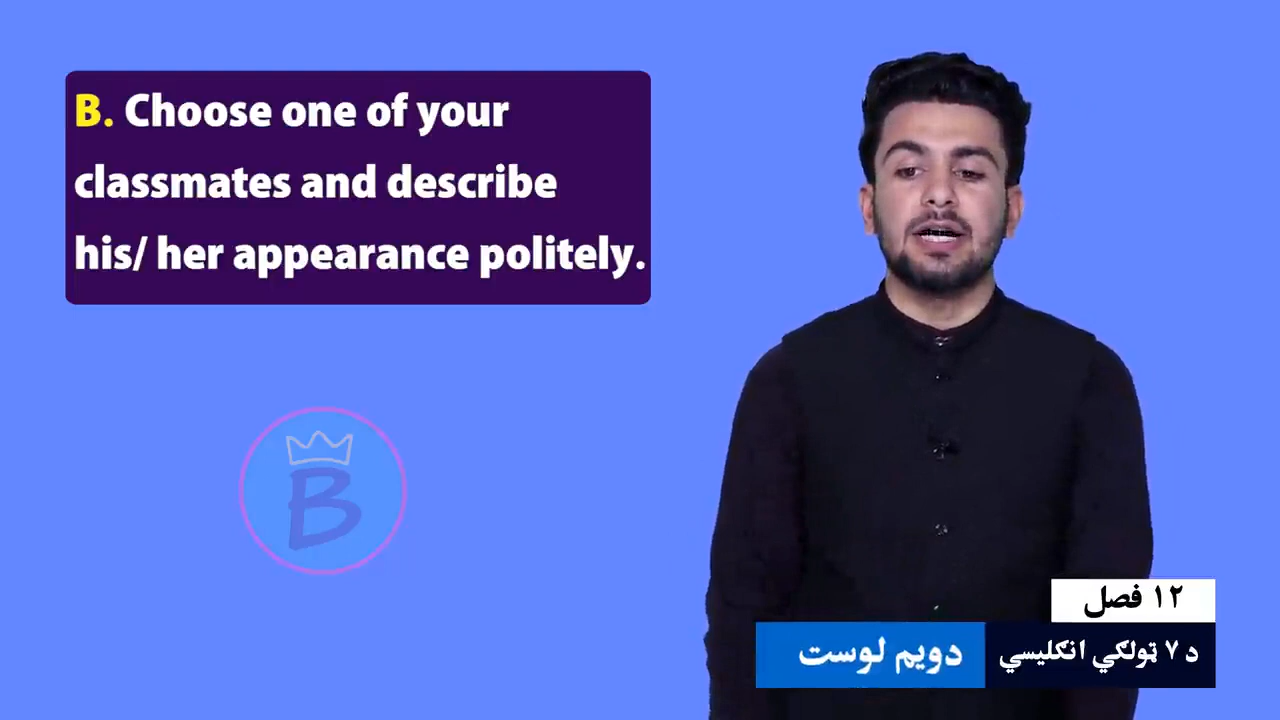 B. Choose one of your
classmates and describe
his/ her appearance politely.
B
۱۲ فصل
د ۷ ټولګي انګلیسي
دویم لوست